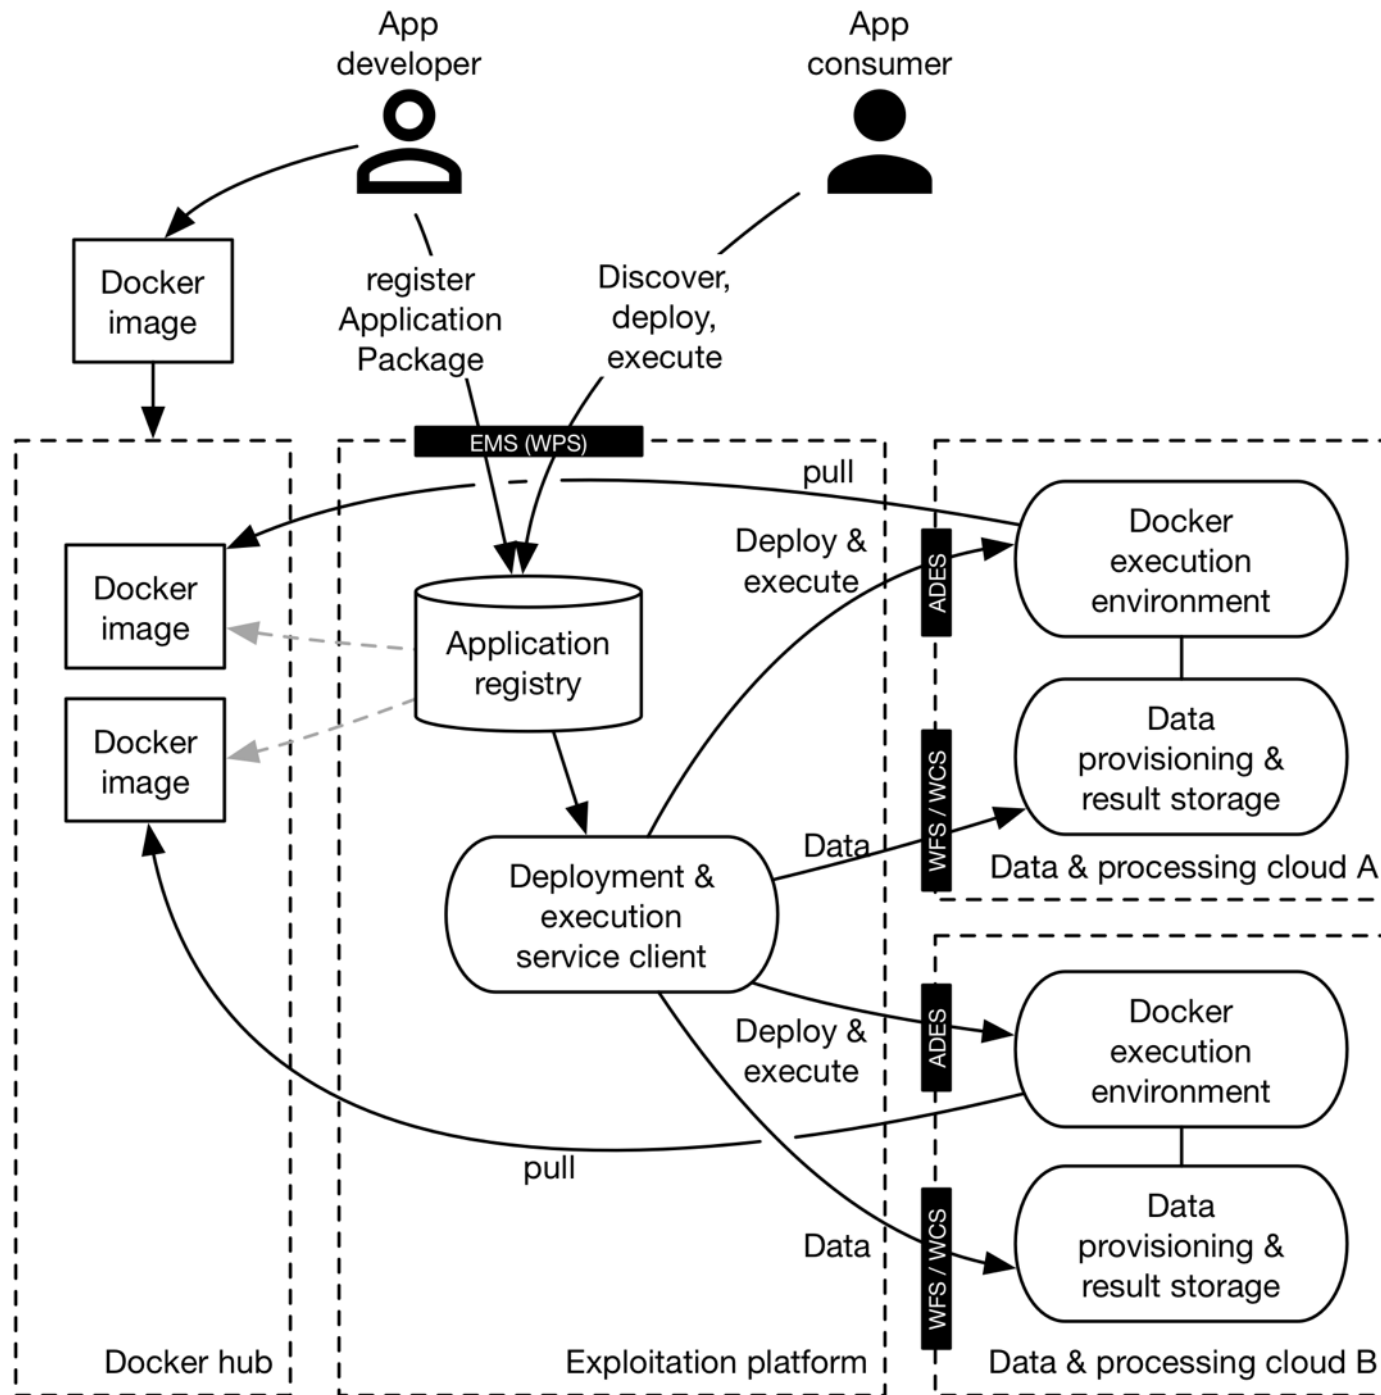 App
developer
App
consumer
Docker
image
register
Application
Package
Discover,
deploy,
execute
EMS (WPS)
pull
Docker
image
Docker
image
Application
registry
Deploy &
execute
ADES
Docker
execution
environment
Data
provisioning &
result storage
WFS / WCS
Data
Data & processing cloud A
Deployment &
execution
service client
Deploy &
execute
ADES
Docker
execution
environment
pull
Data
WFS / WCS
Data
provisioning &
result storage
Docker hub
Exploitation platform
Data & processing cloud B